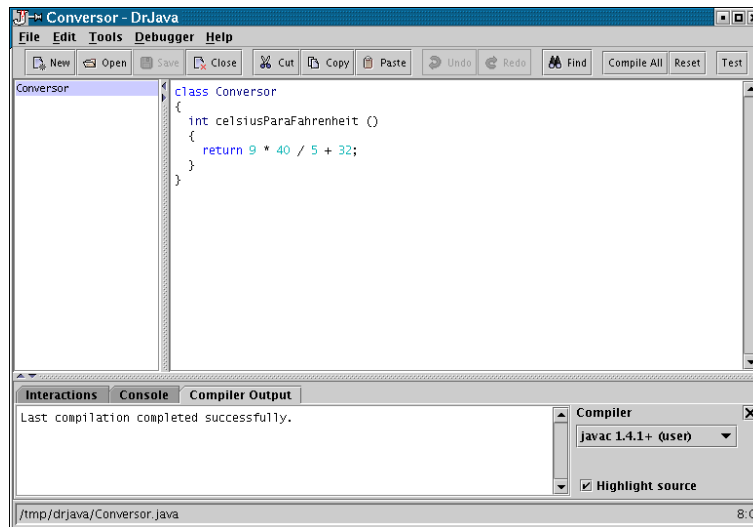 Conversor - DrJava
File Edit Tools Debugger Help
New Open Save Close Cut Copy Paste Undo Redo Find Compile All Reset Test
Conversor
class Conversor
{
int celsiusParaFahrenheit ()
{
return 9 * 40 / 5 + 32;
}
}
Interactions Console Compiler Output
Last compilation completed successfully.
Compiler
javac 1.4.1+ (user)
Highlight source
/tmp/drjava/Conversor.java